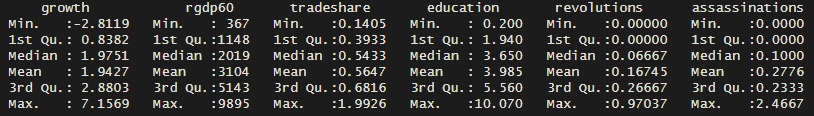 growth rgdp60 tradeshare education revolutions assassinations
Min. :-2.8119 Min. : 367 Min. :0.1405 Min. : 0.200 Min. :0.00000 Min. :0.0000
1st Qu.: 0.8382 1st Qu.:1148 1st Qu.:0.3933 1st Qu.: 1.940 1st Qu.:0.00000 1st Qu.:0.0000
Median : 1.9751 Median :2019 Median :0.5433 Median : 3.650 Median :0.06667 Median :0.1000
Mean : 1.9427 Mean :3104 Mean :0.5647 Mean : 3.985 Mean :0.16745 Mean :0.2776
3rd Qu.: 2.8803 3rd Qu.:5143 3rd Qu.:0.6816 3rd Qu.: 5.560 3rd Qu.:0.26667 3rd Qu.:0.2333
Max. : 7.1569 Max. :9895 Max. :1.9926 Max. :10.070 Max. :0.97037 Max. :2.4667